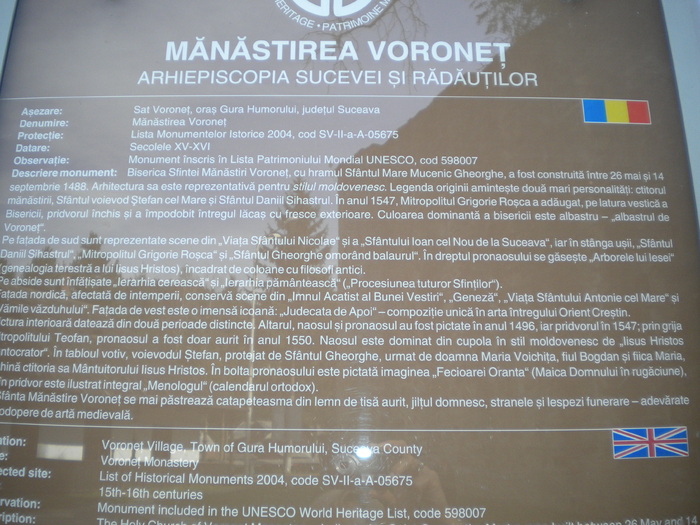 HERITAGE · PATRIMOINE M
MĂNĂSTIREA VORONEȚ
ARHIEPISCOPIA SUCEVEI ȘI RĂDĂUȚILOR
Așezare: Sat Voroneț, oraș Gura Humorului, județul Suceava
Denumire: Mănăstirea Voroneț
Protecție: Lista Monumentelor Istorice 2004, cod SV-II-a-A-05675
Datare: Secolele XV-XVI
Observație: Monument înscris în Lista Patrimoniului Mondial UNESCO, cod 598007
Descriere monument: Biserica Sfintei Mănăstiri Voroneț, cu hramul Sfântul Mare Mucenic Gheorghe, a fost construită între 26 mai și 14
septembrie 1488. Arhitectura sa este reprezentativă pentru stilul moldovenesc. Legenda originii amintește două mari personalități: ctitorul
mănăstirii, Sfântul voievod Ștefan cel Mare și Sfântul Daniil Sihastrul. În anul 1547, Mitropolitul Grigorie Roșca a adăugat, pe latura vestică a
Bisericii, pridvorul închis și a împodobit întregul lăcaș cu fresce exterioare. Culoarea dominantă a bisericii este albastru – „albastrul de
Voroneț".
Pe fațada de sud sunt reprezentate scene din „Viața Sfântului Nicolae" și a „Sfântului Ioan cel Nou de la Suceava", iar în stânga ușii, „Sfântul
Daniil Sihastrul", „Mitropolitul Grigorie Roșca" și „Sfântul Gheorghe omorând balaurul". În dreptul pronaosului se găsește „Arborele lui Iesei"
(genealogia terestră a lui Iisus Hristos), încadrat de coloane cu filosofi antici.
Pe abside sunt înfățișate „Ierarhia cerească" și „Ierarhia pământească" („Procesiunea tuturor Sfinților").
Fațada nordică, afectată de intemperii, conservă scene din „Imnul Acatist al Bunei Vestiri", „Geneză", „Viața Sfântului Antonie cel Mare" și
Vămile văzduhului". Fațada de vest este o imensă icoană: „Judecata de Apoi" – compoziție unică în arta întregului Orient Creștin.
ctura interioară datează din două perioade distincte. Altarul, naosul și pronaosul au fost pictate în anul 1496, iar pridvorul în 1547; prin grija
tropolitului Teofan, pronaosul a fost doar aurit în anul 1550. Naosul este dominat din cupola în stil moldovenesc de „Iisus Hristos
ntocrator". În tabloul votiv, voievodul Ștefan, protejat de Sfântul Gheorghe, urmat de doamna Maria Voichița, fiul Bogdan și fiica Maria,
hină ctitoria sa Mântuitorului Iisus Hristos. În bolta pronaosului este pictată imaginea „Fecioarei Oranta" (Maica Domnului în rugăciune),
în pridvor este ilustrat integral „Menologul" (calendarul ortodox).
Sfânta Mănăstire Voroneț se mai păstrează catapeteasma din lemn de tisă aurit, jilțul domnesc, stranele și lespezi funerare – adevărate
odopere de artă medievală.
ation: Voroneț Village, Town of Gura Humorului, Suceava County
e: Voroneț Monastery
ected site: List of Historical Monuments 2004, code SV-II-a-A-05675
15th-16th centuries
rvation: Monument included in the UNESCO World Heritage List, code 598007
ription: The Holy Church of Voroneț between 26 May and 14